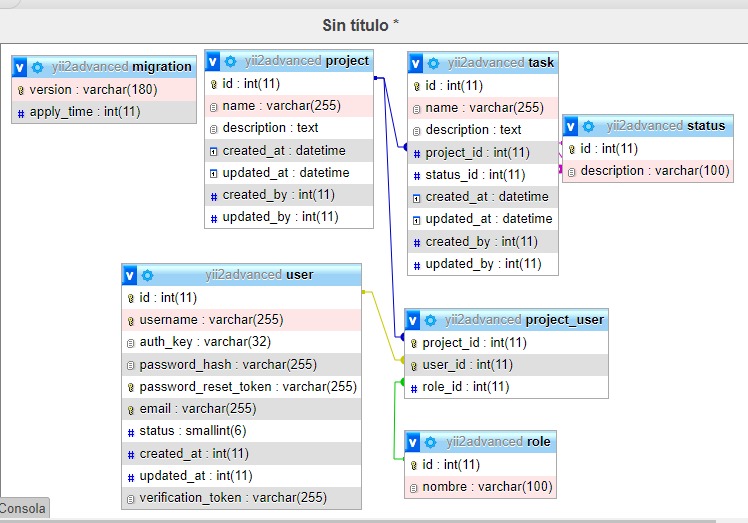 Sin título *
yii2advanced migration
version : varchar(180)
apply_time : int(11)
yii2advanced project
id : int(11)
name : varchar(255)
description : text
created_at : datetime
updated_at : datetime
created_by : int(11)
updated_by : int(11)
yii2advanced task
id : int(11)
name : varchar(255)
description : text
project_id : int(11)
status_id : int(11)
created_at : datetime
updated_at : datetime
created_by : int(11)
updated_by : int(11)
yii2advanced status
id : int(11)
description : varchar(100)
yii2advanced user
id : int(11)
username : varchar(255)
auth_key : varchar(32)
password_hash : varchar(255)
password_reset_token : varchar(255)
email : varchar(255)
status : smallint(6)
created_at : int(11)
updated_at : int(11)
verification_token : varchar(255)
yii2advanced project_user
project_id : int(11)
user_id : int(11)
role_id : int(11)
yii2advanced role
id : int(11)
nombre : varchar(100)
Consola